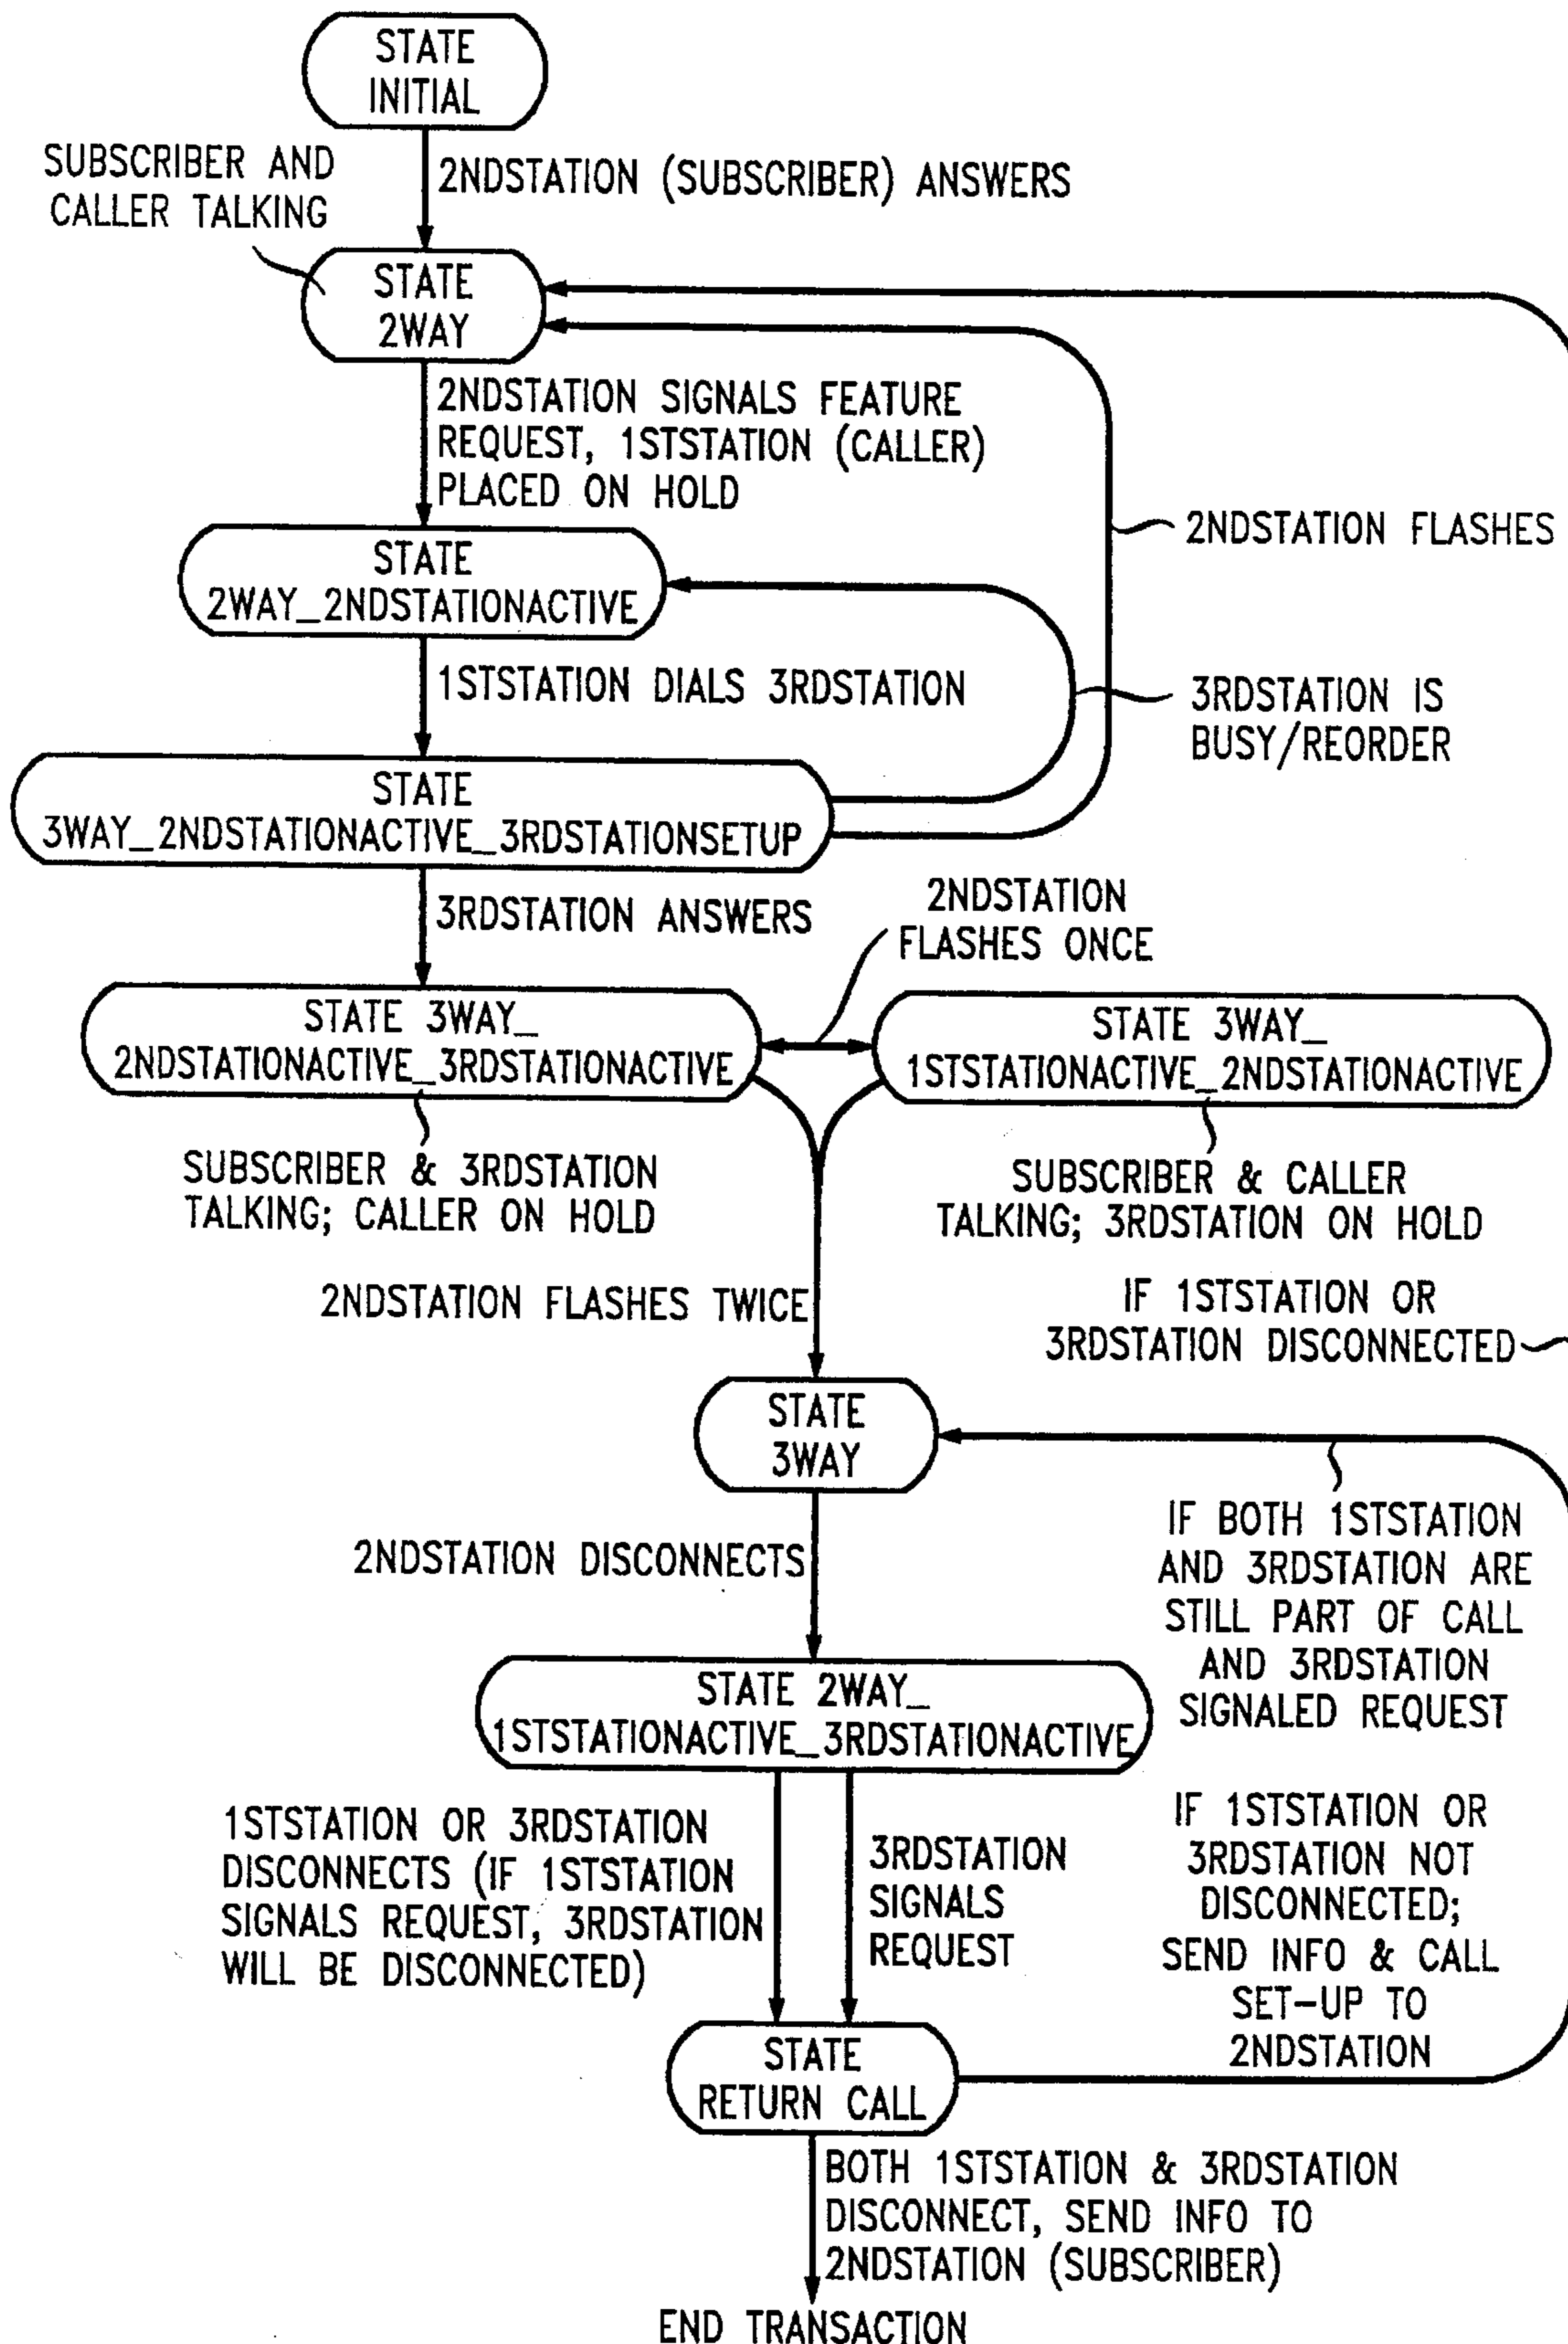 STATE
INITIAL
SUBSCRIBER AND
CALLER TALKING
2NDSTATION (SUBSCRIBER) ANSWERS
STATE
2WAY
2NDSTATION SIGNALS FEATURE
REQUEST, 1STSTATION (CALLER)
PLACED ON HOLD
2NDSTATION FLASHES
STATE
2WAY_2NDSTATIONACTIVE
1STSTATION DIALS 3RDSTATION
3RDSTATION IS
BUSY/REORDER
STATE
3WAY_2NDSTATIONACTIVE_3RDSTATIONSETUP
3RDSTATION ANSWERS
2NDSTATION
FLASHES ONCE
STATE 3WAY_
2NDSTATIONACTIVE_3RDSTATIONACTIVE
STATE 3WAY_
1STSTATIONACTIVE_2NDSTATIONACTIVE
SUBSCRIBER & 3RDSTATION
TALKING; CALLER ON HOLD
SUBSCRIBER & CALLER
TALKING; 3RDSTATION ON HOLD
2NDSTATION FLASHES TWICE
IF 1STSTATION OR
3RDSTATION DISCONNECTED
STATE
3WAY
2NDSTATION DISCONNECTS
IF BOTH 1STSTATION
AND 3RDSTATION ARE
STILL PART OF CALL
AND 3RDSTATION
SIGNALED REQUEST
STATE 2WAY_
1STSTATIONACTIVE_3RDSTATIONACTIVE
1STSTATION OR 3RDSTATION
DISCONNECTS (IF 1STSTATION
SIGNALS REQUEST, 3RDSTATION
WILL BE DISCONNECTED)
3RDSTATION
SIGNALS
REQUEST
IF 1STSTATION OR
3RDSTATION NOT
DISCONNECTED;
SEND INFO & CALL
SET-UP TO
2NDSTATION
STATE
RETURN CALL
BOTH 1STSTATION & 3RDSTATION
DISCONNECT, SEND INFO TO
2NDSTATION (SUBSCRIBER)
END TRANSACTION